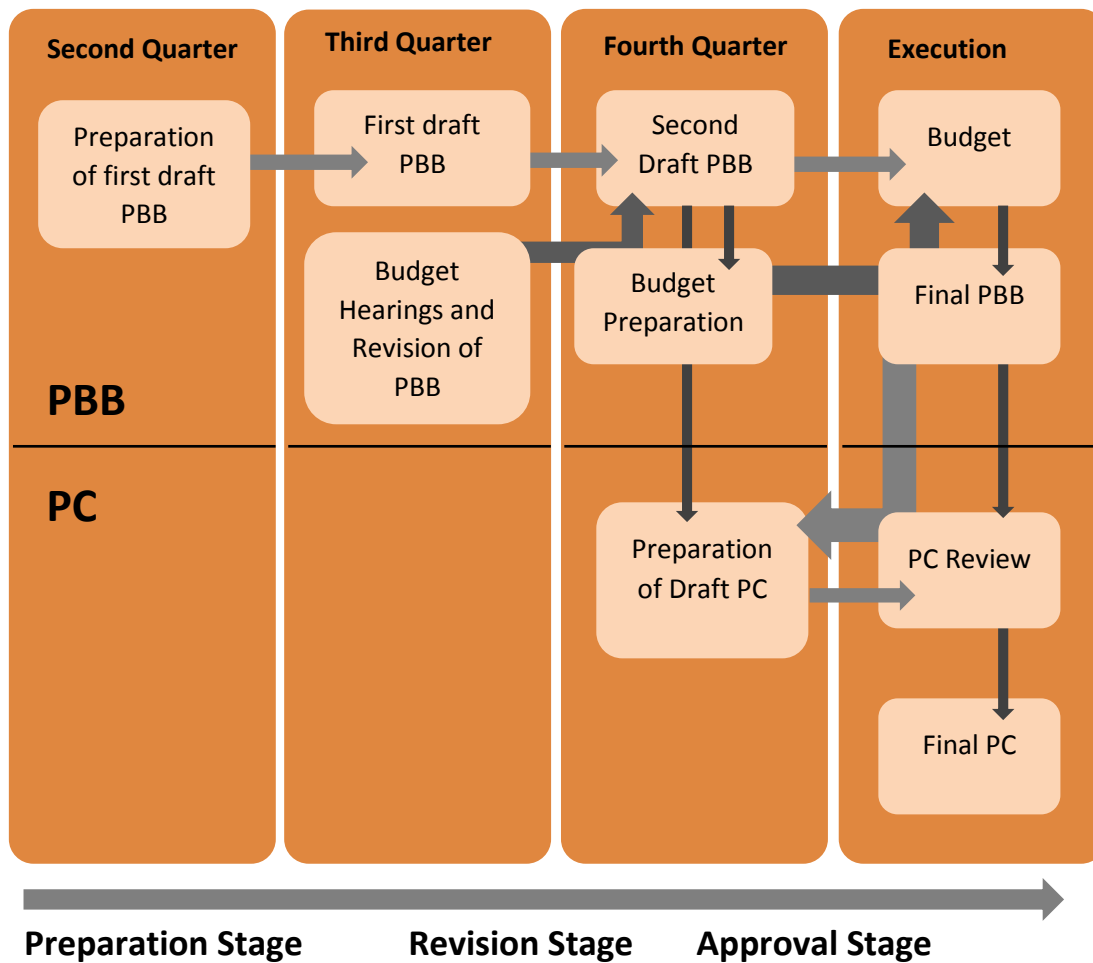 Second Quarter
Third Quarter
Fourth Quarter
Execution
Preparation
of first draft
PBB
First draft
PBB
Second
Draft PBB
Budget
Budget
Hearings and
Revision of
PBB
Budget
Preparation
Final PBB
PBB
PC
Preparation
of Draft PC
PC Review
Final PC
Preparation Stage
Revision Stage
Approval Stage